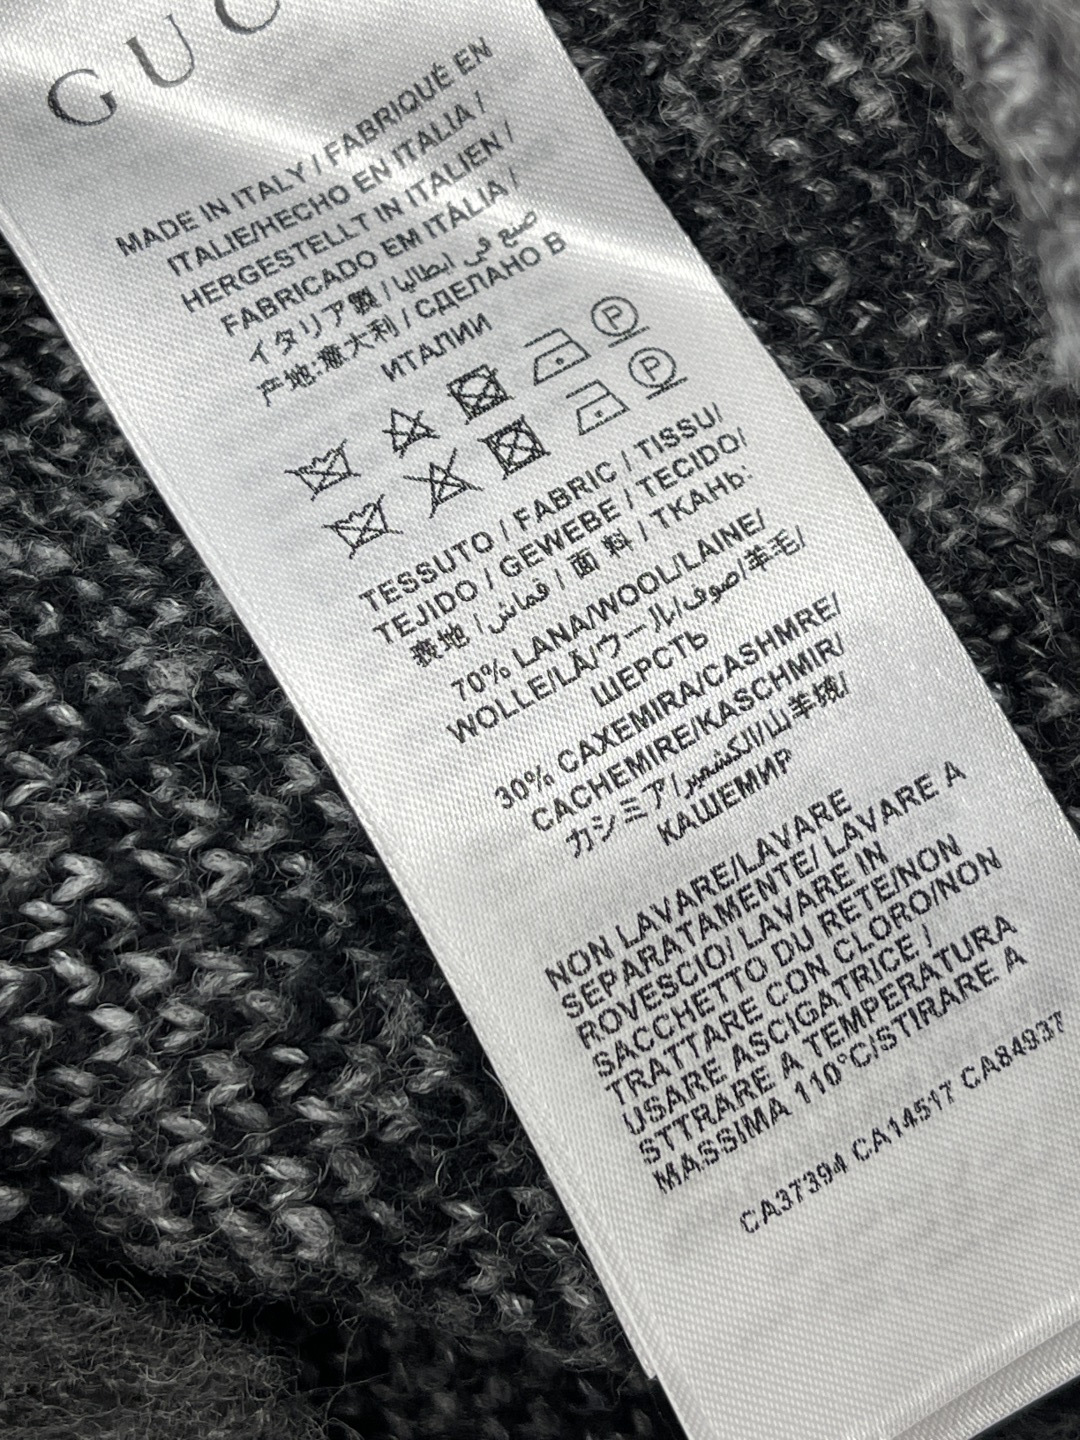 GUC
MADE IN ITALY / FABRIQUÉ EN
ITALIE/HECHO EN ITALIA /
HERGESTELLT IN ITALIEN /
FABRICADO EM ITÁLIA /
イタリア製 / صنع في ايطاليا
产地:意大利 / СДЕЛАНО В
ИТАЛИИ
P
P
TESSUTO / FABRIC / TISSU/
TEJIDO / GEWEBE / TECIDO/
表地 / قماش / 面 料 / ТКАНЬ:
70% LANA/WOOL/LAINE/
WOLLE/LÃ/ウール/صوف/羊毛/
ШЕРСТЬ
30% CAXEMIRA/CASHMRE/
CACHEMIRE/KASCHMIR/
カシミア/الكشمير/山羊绒/
КАШЕМИР
NON LAVARE/LAVARE
SEPARATAMENTE/ LAVARE A
ROVESCIO/ LAVARE IN
SACCHETTO DU RETE/NON
TRATTARE CON CLORO/NON
USARE ASCIGATRICE /
STTRARE A TEMPERATURA
MASSIMA 110°C/STIRARE A
CA37394 CA14517 CA84937